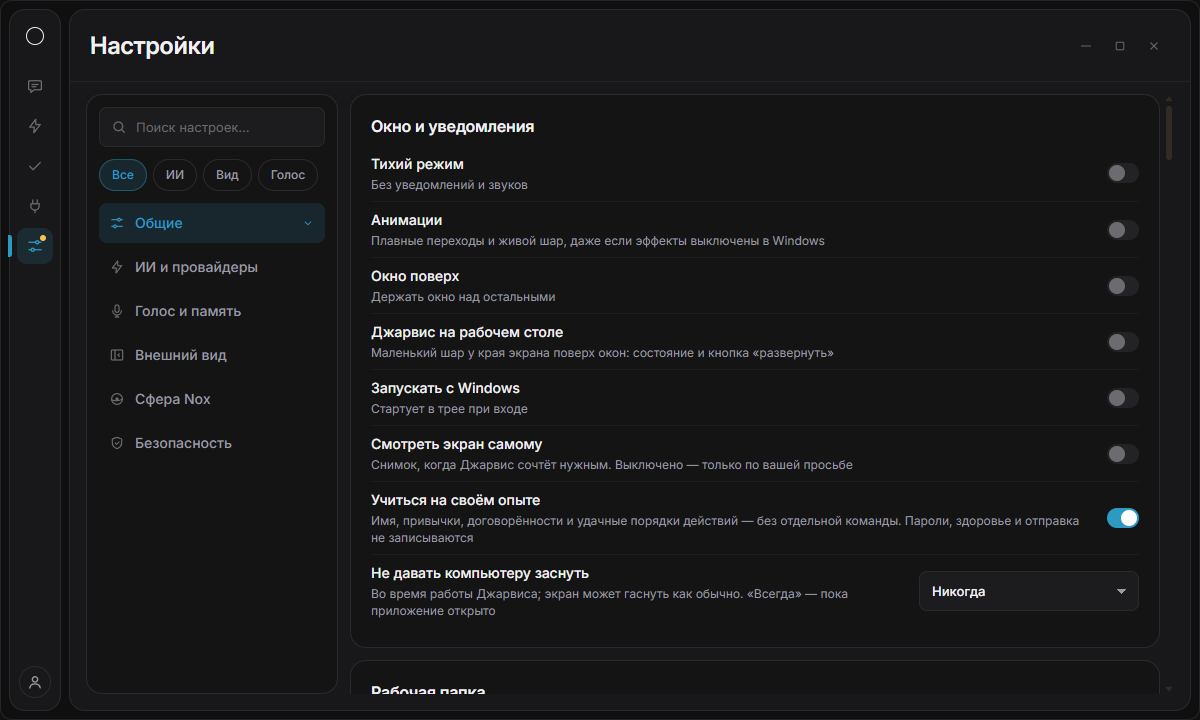 Настройки
Поиск настроек...
Все
ИИ
Вид
Голос
Общие
ИИ и провайдеры
Голос и память
Внешний вид
Сфера Nox
Безопасность
Окно и уведомления
Тихий режим
Без уведомлений и звуков
Анимации
Плавные переходы и живой шар, даже если эффекты выключены в Windows
Окно поверх
Держать окно над остальными
Джарвис на рабочем столе
Маленький шар у края экрана поверх окон: состояние и кнопка «развернуть»
Запускать с Windows
Стартует в трее при входе
Смотреть экран самому
Снимок, когда Джарвис сочтёт нужным. Выключено — только по вашей просьбе
Учиться на своём опыте
Имя, привычки, договорённости и удачные порядки действий — без отдельной команды. Пароли, здоровье и отправка
не записываются
Не давать компьютеру заснуть
Во время работы Джарвиса; экран может гаснуть как обычно. «Всегда» — пока
приложение открыто
Никогда
Рабочая папка